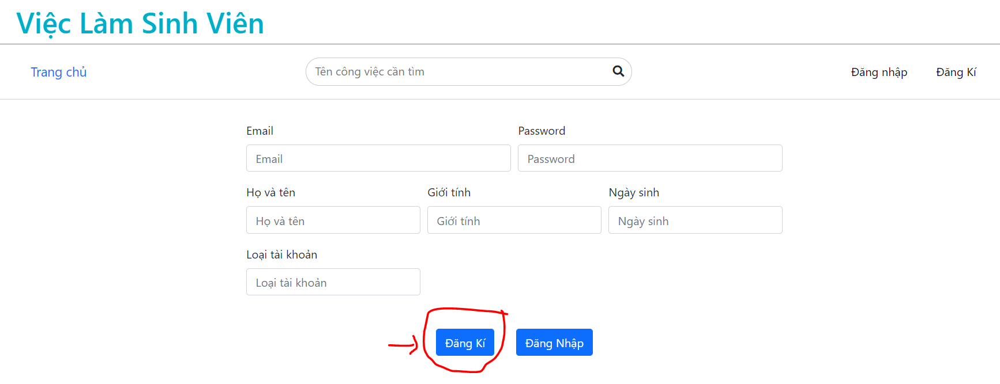 Việc Làm Sinh Viên
Trang chủ
Tên công việc cần tìm
Đăng nhập
Đăng Kí
Email
Password
Email
Password
Họ và tên
Giới tính
Ngày sinh
Họ và tên
Giới tính
Ngày sinh
Loại tài khoản
Loại tài khoản
Đăng Kí
Đăng Nhập